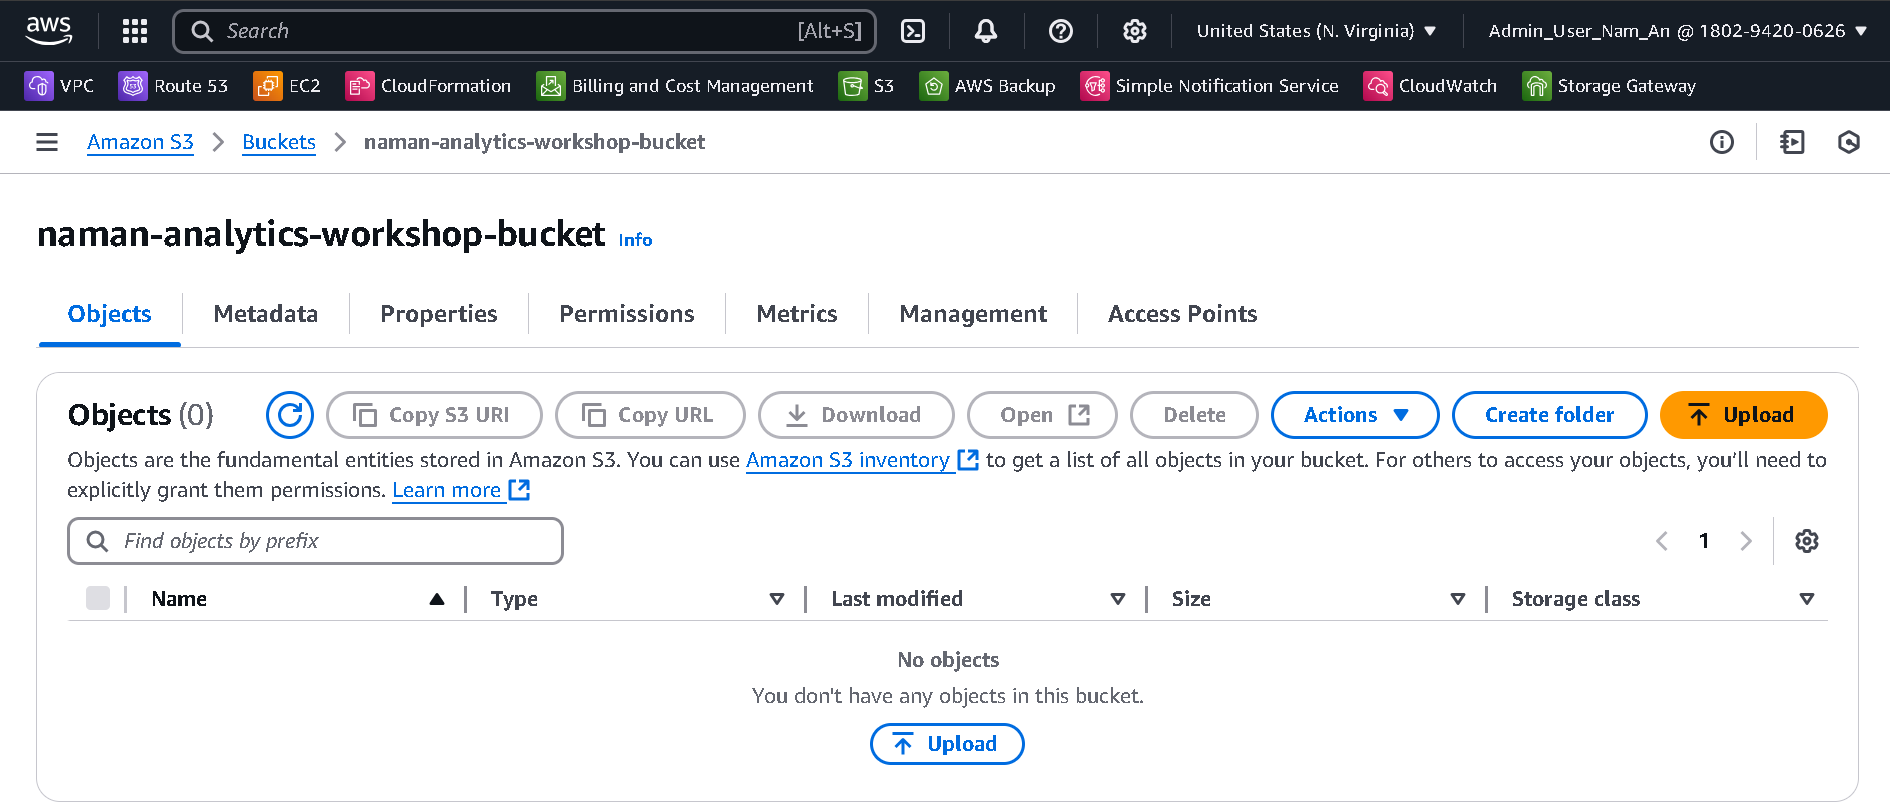 aws Search [Alt+S] United States (N. Virginia) Admin_User_Nam_An @ 1802-9420-0626
VPC Route 53 EC2 CloudFormation Billing and Cost Management S3 AWS Backup Simple Notification Service CloudWatch Storage Gateway
Amazon S3 Buckets naman-analytics-workshop-bucket
naman-analytics-workshop-bucket Info
Objects Metadata Properties Permissions Metrics Management Access Points
Objects (0) Copy S3 URI Copy URL Download Open Delete Actions Create folder Upload
Objects are the fundamental entities stored in Amazon S3. You can use Amazon S3 inventory to get a list of all objects in your bucket. For others to access your objects, you’ll need to
explicitly grant them permissions. Learn more
Find objects by prefix 1
Name Type Last modified Size Storage class
No objects
You don't have any objects in this bucket.
Upload